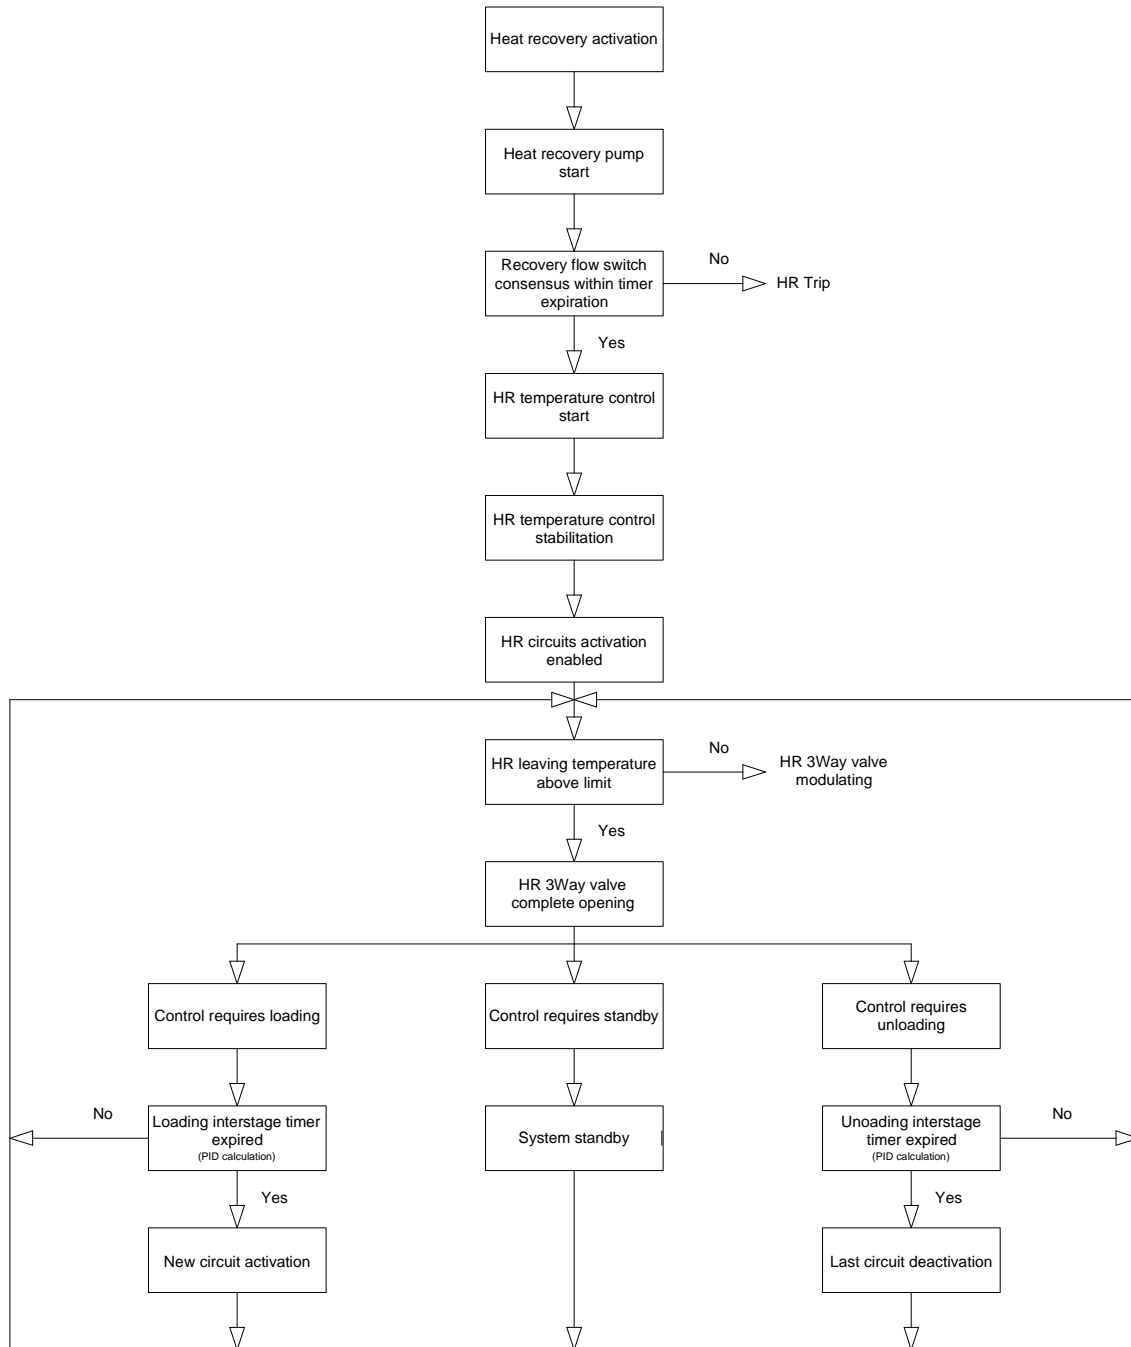 Heat recovery activation
Heat recovery pump
start
Recovery flow switch
consensus within timer
expiration
No
HR Trip
Yes
HR temperature control
start
HR temperature control
stabilitation
HR circuits activation
enabled
HR leaving temperature
above limit
No
HR 3Way valve
modulating
Yes
HR 3Way valve
complete opening
Control requires loading
Control requires standby
Control requires
unloading
No
Loading interstage timer
expired
(PID calculation)
System standby
Unoading interstage
timer expired
(PID calculation)
No
Yes
Yes
New circuit activation
Last circuit deactivation